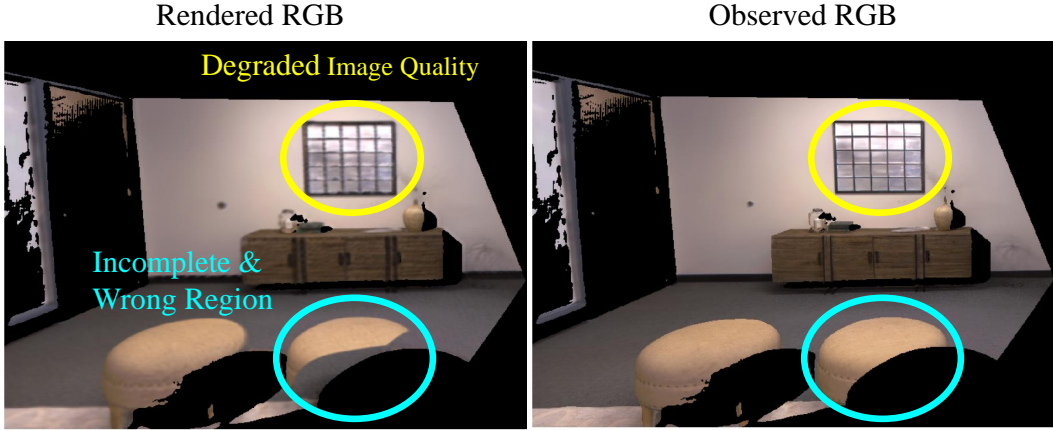 Rendered RGB
Observed RGB
Degraded Image Quality
Incomplete &
Wrong Region